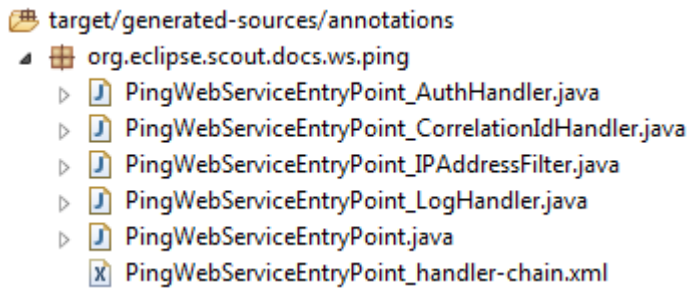 target/generated-sources/annotations
org.eclipse.scout.docs.ws.ping
PingWebServiceEntryPoint_AuthHandler.java
PingWebServiceEntryPoint_CorrelationIdHandler.java
PingWebServiceEntryPoint_IPAddressFilter.java
PingWebServiceEntryPoint_LogHandler.java
PingWebServiceEntryPoint.java
PingWebServiceEntryPoint_handler-chain.xml